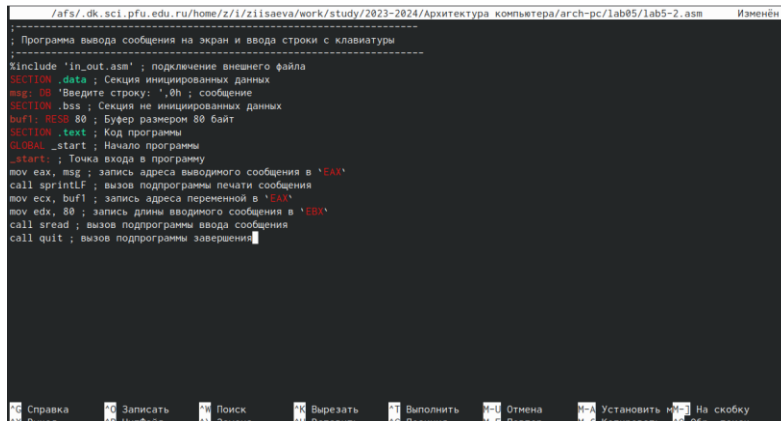 /afs/.dk.sci.pfu.edu.ru/home/z/i/ziisaeva/work/study/2023-2024/Архитектура компьютера/arch-pc/lab05/lab5-2.asm Изменён
;--------------------------------------------------------------------
; Программа вывода сообщения на экран и ввода строки с клавиатуры
;---------------------------------------------------------------------
%include 'in_out.asm' ; подключение внешнего файла
SECTION .data ; Секция инициированных данных
msg: DB 'Введите строку: ',0h ; сообщение
SECTION .bss ; Секция не инициированных данных
buf1: RESB 80 ; Буфер размером 80 байт
SECTION .text ; Код программы
GLOBAL _start ; Начало программы
_start: ; Точка входа в программу
mov eax, msg ; запись адреса выводимого сообщения в `EAX`
call sprintLF ; вызов подпрограммы печати сообщения
mov ecx, buf1 ; запись адреса переменной в `EAX`
mov edx, 80 ; запись длины вводимого сообщения в `EBX`
call sread ; вызов подпрограммы ввода сообщения
call quit ; вызов подпрограммы завершения
^G Справка ^O Записать ^W Поиск ^K Вырезать ^T Выполнить M-U Отмена M-A Установить мM-] На скобку